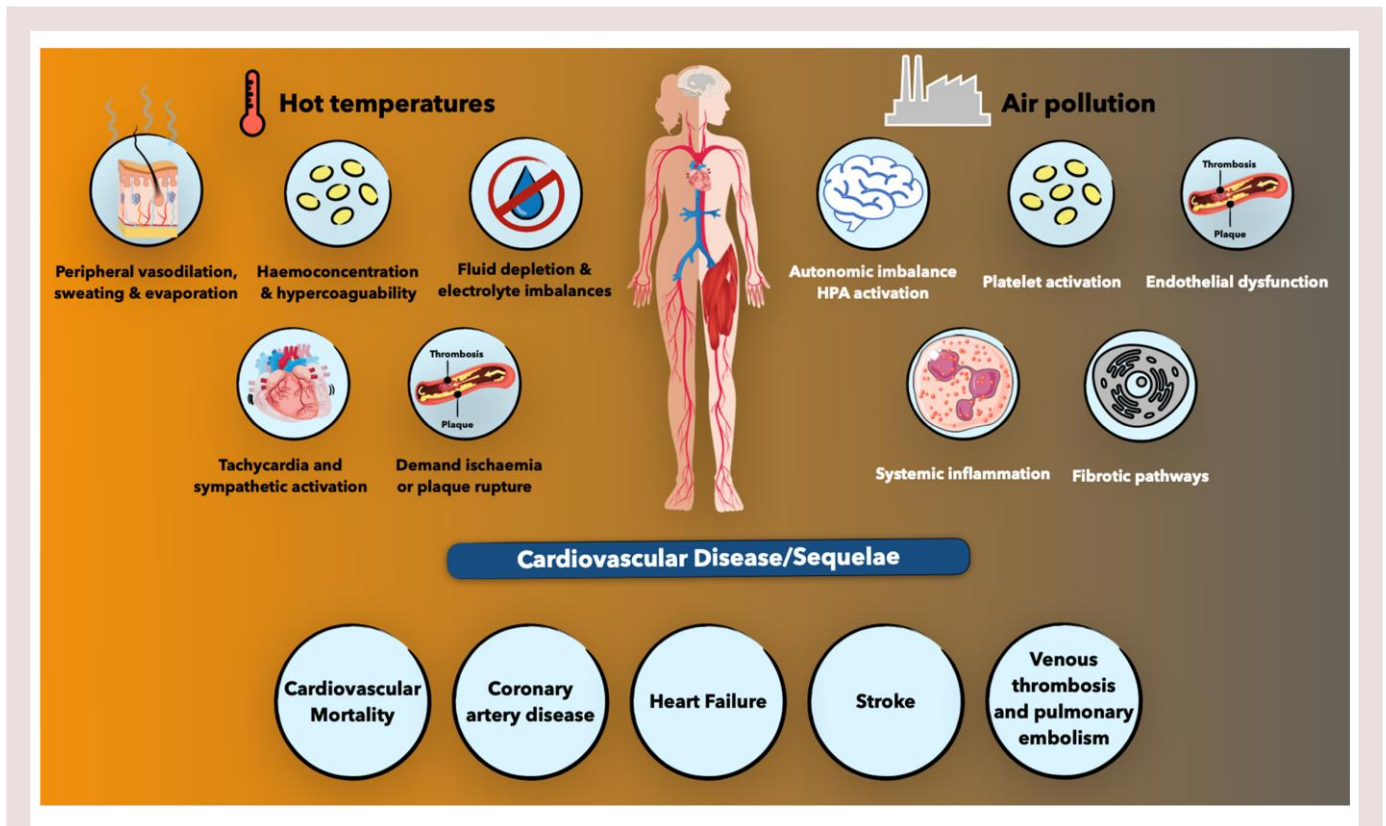 Hot temperatures
Peripheral vasodilation,
sweating & evaporation
Haemoconcentration
& hypercoaguability
Fluid depletion &
electrolyte imbalances
Tachycardia and
sympathetic activation
Thrombosis
Plaque
Demand ischaemia
or plaque rupture
Air pollution
Autonomic imbalance
HPA activation
Platelet activation
Thrombosis
Plaque
Endothelial dysfunction
Systemic inflammation
Fibrotic pathways
Cardiovascular Disease/Sequelae
Cardiovascular
Mortality
Coronary
artery disease
Heart Failure
Stroke
Venous
thrombosis
and pulmonary
embolism